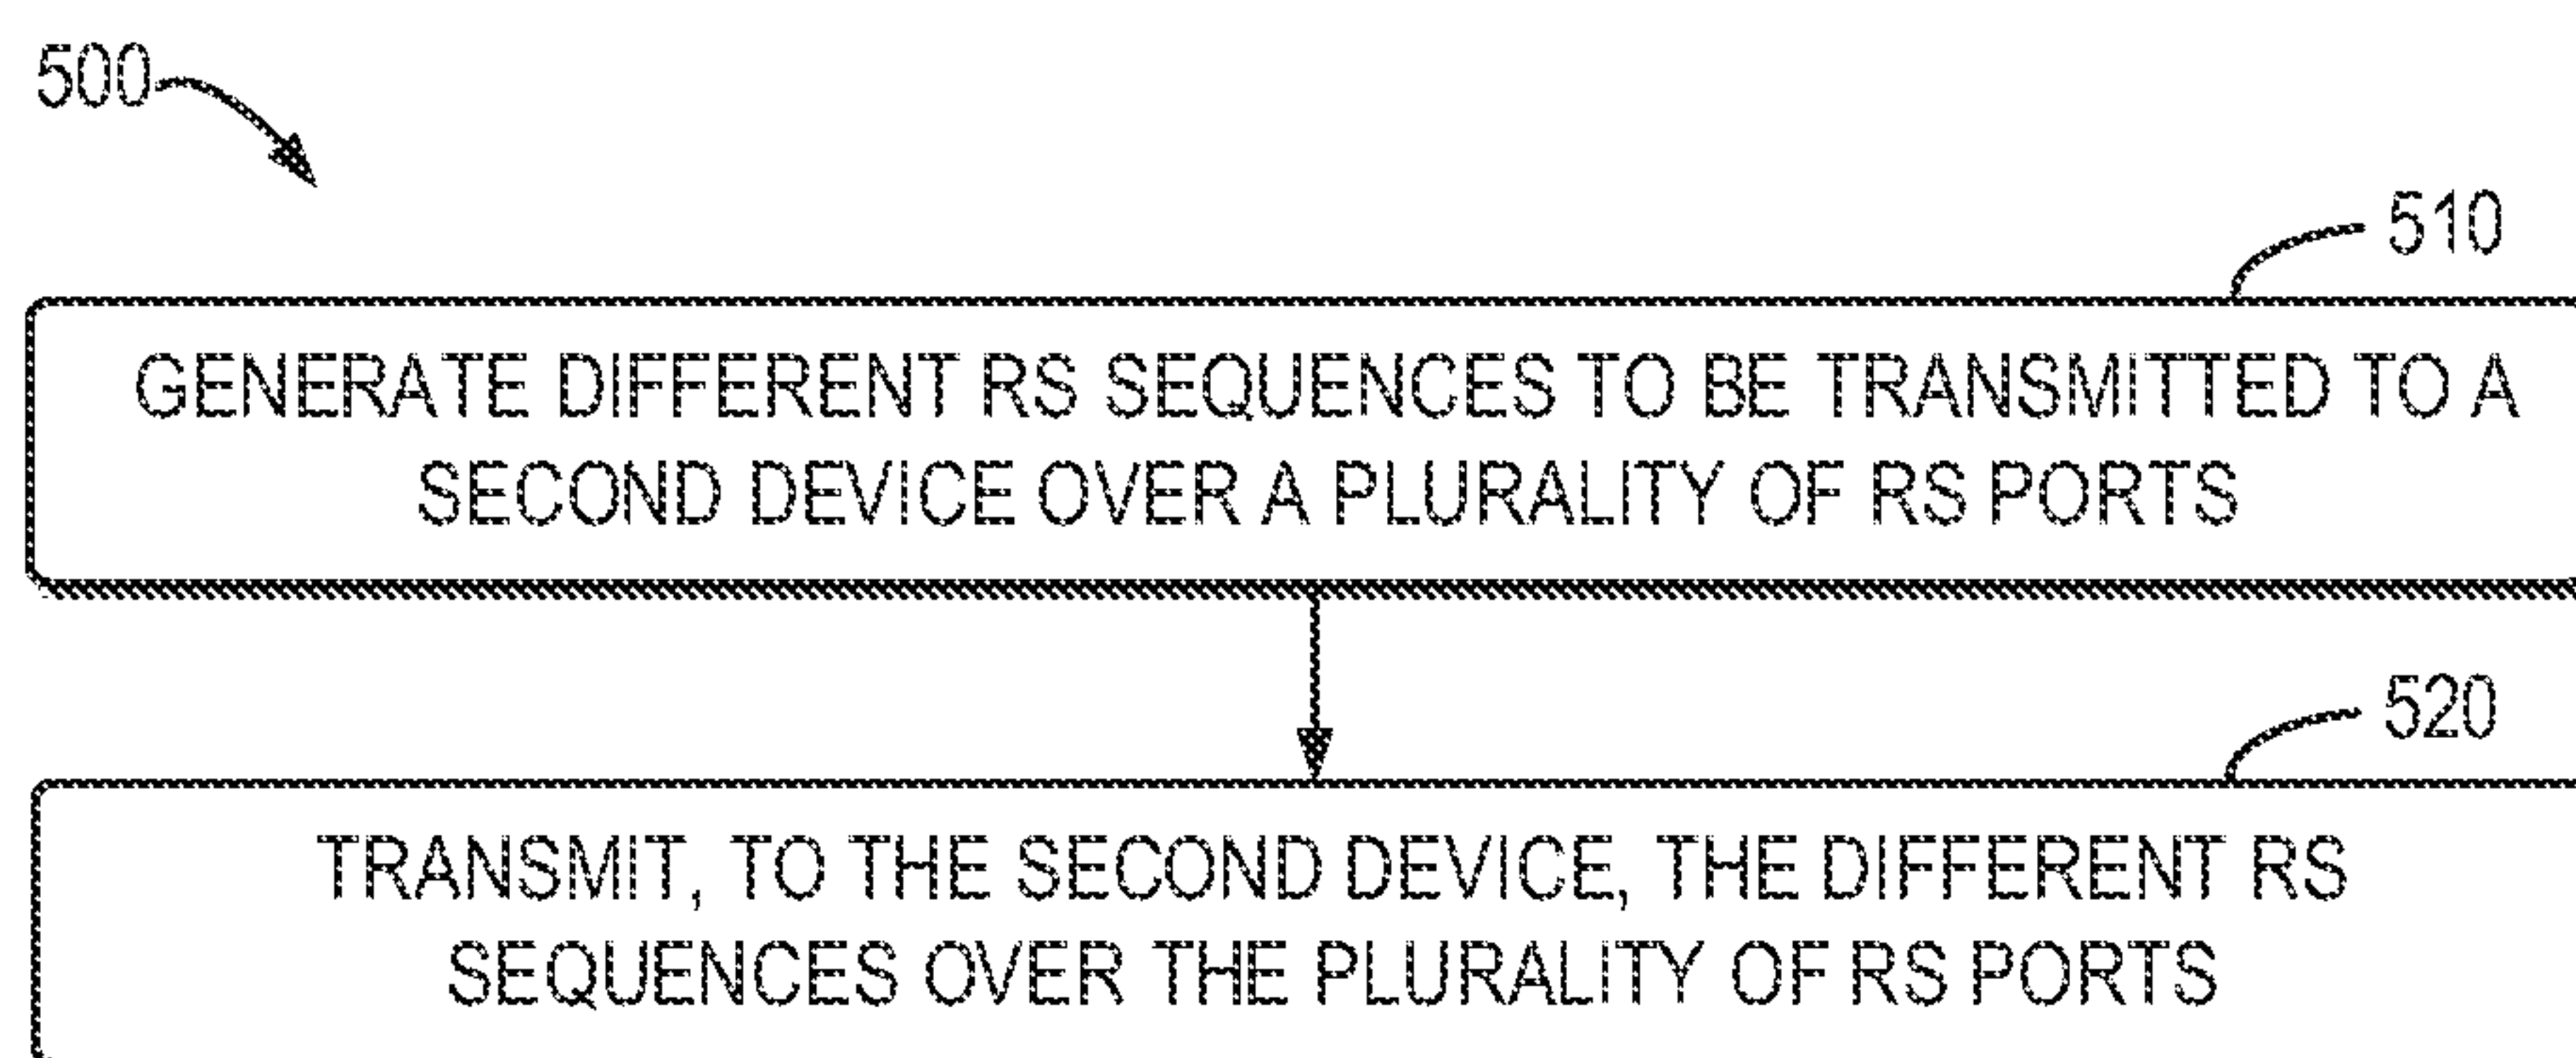 500
510
GENERATE DIFFERENT RS SEQUENCES TO BE TRANSMITTED TO A
SECOND DEVICE OVER A PLURALITY OF RS PORTS
520
TRANSMIT, TO THE SECOND DEVICE, THE DIFFERENT RS
SEQUENCES OVER THE PLURALITY OF RS PORTS